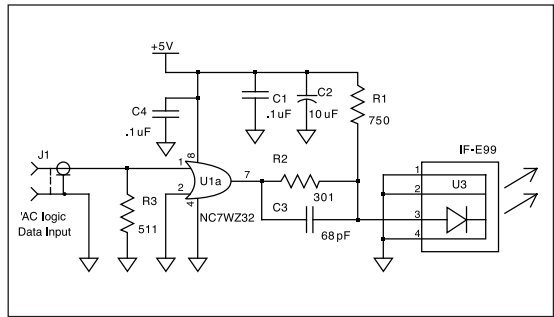 +5V
C4
.1uF
C1
.1uF
C2
10uF
R1
750
J1
'AC logic
Data Input
R3
511
1
2
8
4
U1a
NC7WZ32
7
R2
301
C3
68pF
IF-E99
1
2
3
4
U3